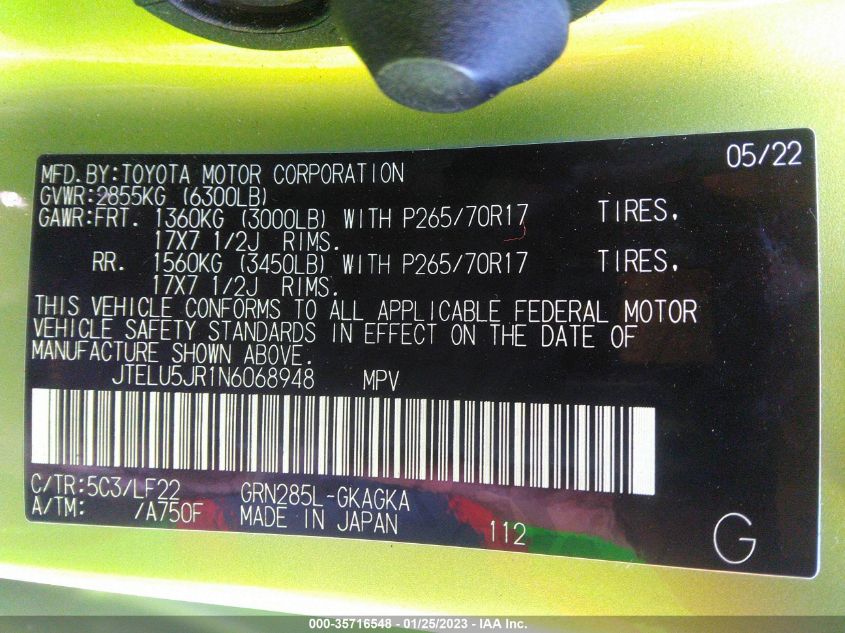 05/22
MFD.BY:TOYOTA MOTOR CORPORATION
GVWR:2855KG (6300LB)
GAWR:FRT. 1360KG (3000LB) WITH P265/70R17 TIRES,
17X7 1/2J RIMS.
RR. 1560KG (3450LB) WITH P265/70R17 TIRES,
17X7 1/2J RIMS.
THIS VEHICLE CONFORMS TO ALL APPLICABLE FEDERAL MOTOR
VEHICLE SAFETY STANDARDS IN EFFECT ON THE DATE OF
MANUFACTURE SHOWN ABOVE.
JTELU5JR1N6068948 MPV
C/TR:5C3/LF22 GRN285L-GKAGKA
A/TM: /A750F MADE IN JAPAN 112 G
000-35716548 - 01/25/2023 - IAA Inc.